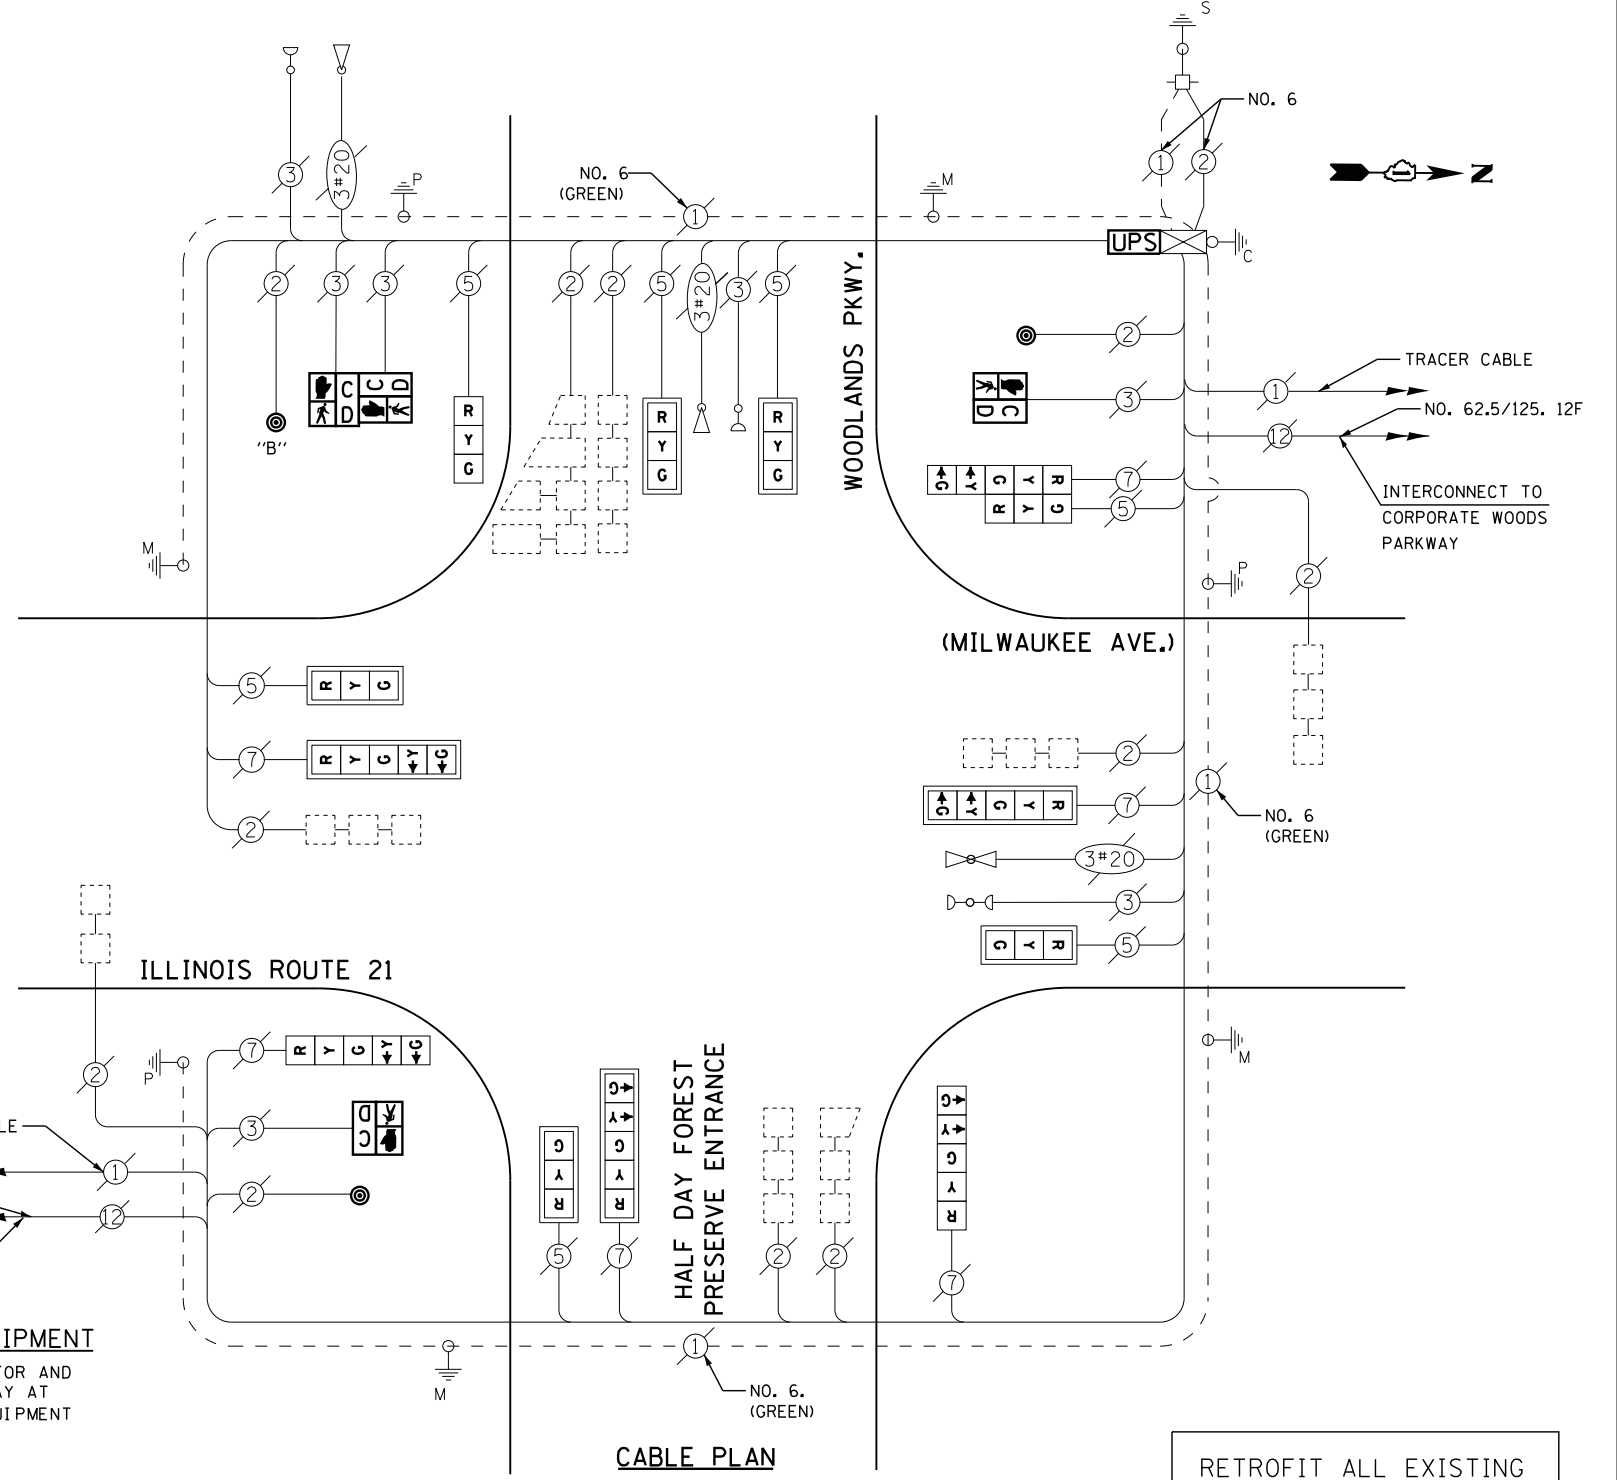 S
NO. 6
1
2
N
3
3#20
P
NO. 6
(GREEN)
1
M
UPS
C
2
3
3
5
2
2
5
3#20
3
5
WOODLANDS PKWY.
2
TRACER CABLE
1
C
D
C
D
3
C
D
NO. 62.5/125. 12F
12
"B"
R
Y
G
R
Y
G
R
Y
G
G
Y
G
Y
R
7
R
Y
G
5
INTERCONNECT TO
CORPORATE WOODS
PARKWAY
M
P
2
(MILWAUKEE AVE.)
5
R Y G
7
R Y G Y G
2
2
G Y G Y R
7
1
NO. 6
(GREEN)
3#20
3
G Y R
5
ILLINOIS ROUTE 21
7
R Y G Y G
P
2
M
LE
3
C
D
1
2
12
G
Y
R
G
Y
G
Y
R
HALF DAY FOREST
PRESERVE ENTRANCE
G
Y
G
Y
R
5
7
2
2
7
IPMENT
TOR AND
AY AT
UIPMENT
M
1
NO. 6.
(GREEN)
CABLE PLAN
RETROFIT ALL EXISTING